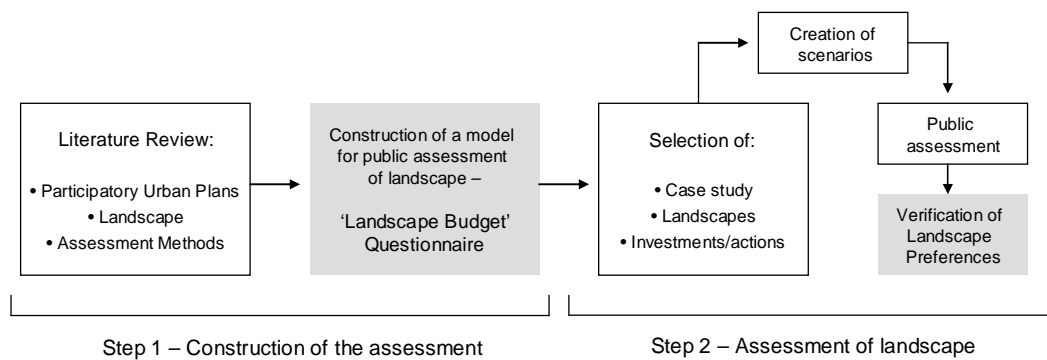 Literature Review:
• Participatory Urban Plans
• Landscape
• Assessment Methods
Construction of a model
for public assessment
of landscape –
‘Landscape Budget’
Questionnaire
Selection of:
• Case study
• Landscapes
• Investments/actions
Creation of
scenarios
Public
assessment
Verification of
Landscape
Preferences
Step 1 – Construction of the assessment
Step 2 – Assessment of landscape